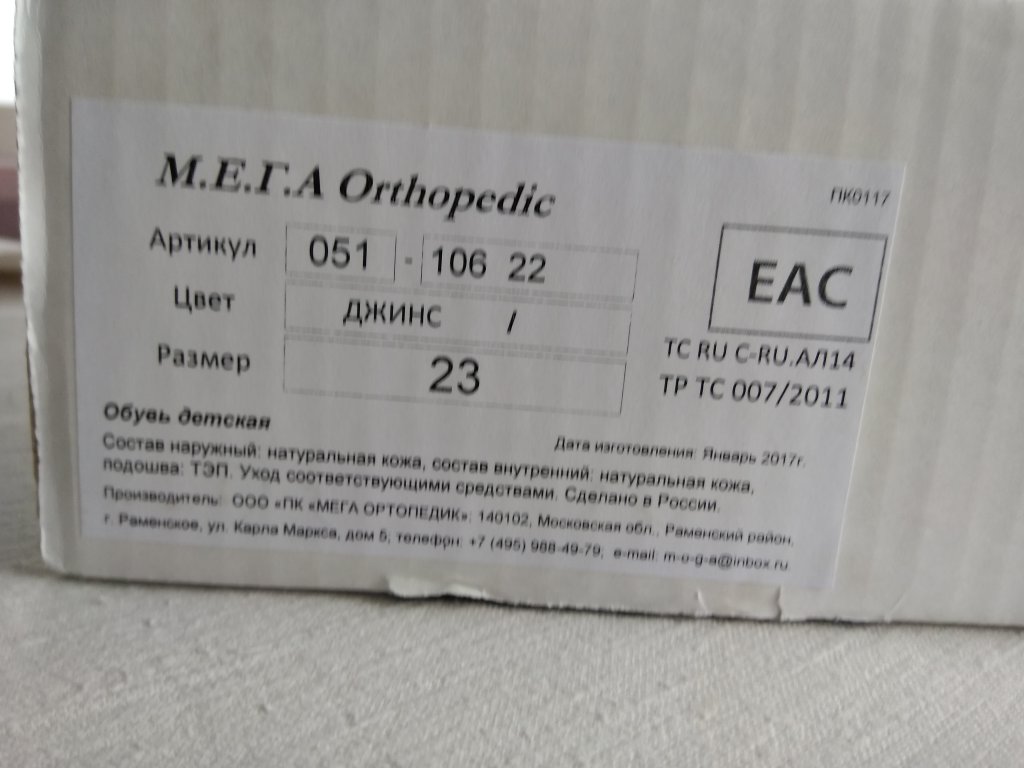 М.Е.Г.А Orthopedic
ПК0117
Артикул 051 - 106 22
Цвет ДЖИНС /
Размер 23
EAC
ТС RU C-RU.АЛ14
ТР ТС 007/2011
Обувь детская
Дата изготовления: Январь 2017г.
Состав наружный: натуральная кожа, состав внутренний: натуральная кожа,
подошва: ТЭП. Уход соответствующими средствами. Сделано в России.
Производитель: ООО «ПК «МЕГА ОРТОПЕДИК»: 140102, Московская обл., Раменский район,
г. Раменское, ул. Карла Маркса, дом 5; телефон: +7 (495) 988-49-79; e-mail: m-o-g-a@inbox.ru